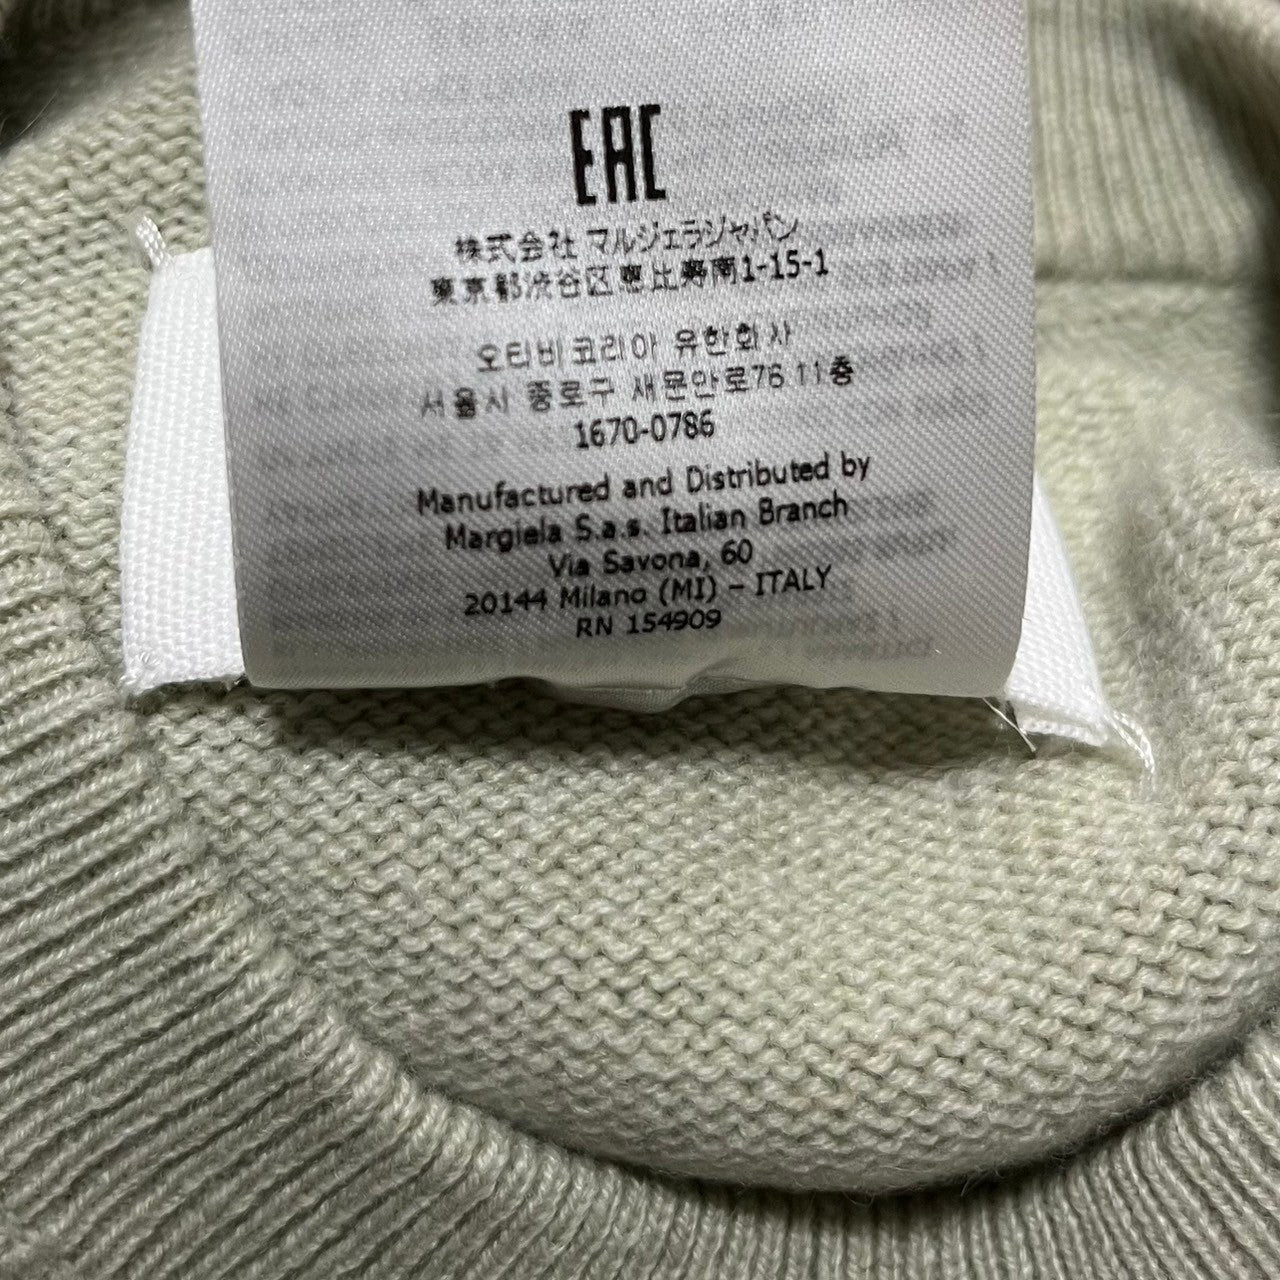 EAC
株式会社 マルジェラジャパン
東京都渋谷区恵比寿南1-15-1
오티비코리아 유한회사
서울시 종로구 새문안로76 11층
1670-0786
Manufactured and Distributed by
Margiela S.a.s. Italian Branch
Via Savona, 60
20144 Milano (MI) – ITALY
RN 154909